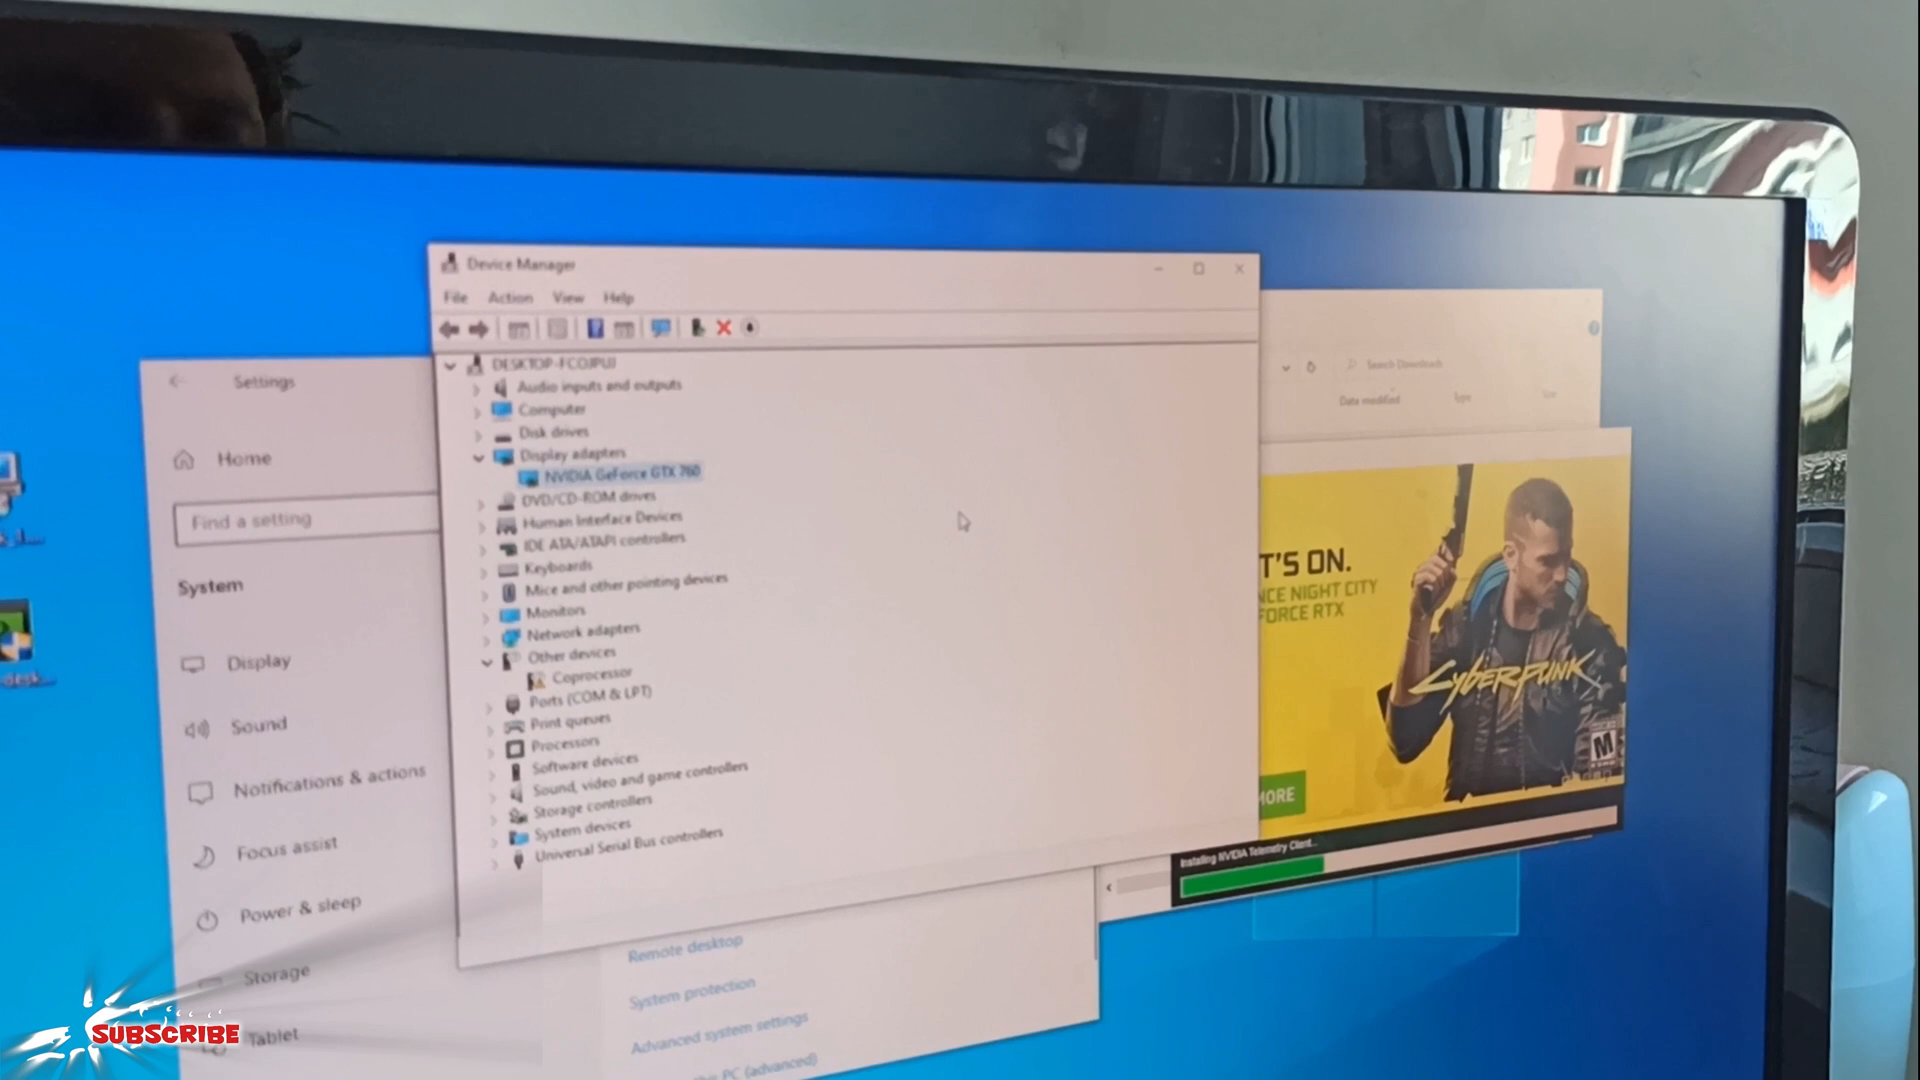 Device Manager
File Action View Help
DESKTOP-FCOJPUJ
Audio inputs and outputs
Computer
Disk drives
Display adapters
NVIDIA GeForce GTX 760
DVD/CD-ROM drives
Human Interface Devices
IDE ATA/ATAPI controllers
Keyboards
Mice and other pointing devices
Monitors
Network adapters
Other devices
Coprocessor
Ports (COM & LPT)
Print queues
Processors
Software devices
Sound, video and game controllers
Storage controllers
System devices
Universal Serial Bus controllers
Settings
Home
Find a setting
System
Display
Sound
Notifications & actions
Focus assist
Power & sleep
Storage
Tablet
Remote desktop
System protection
Advanced system settings
PC (advanced)
Search Downloads
Date modified Type Size
T'S ON.
NCE NIGHT CITY
FORCE RTX
CYBERPUNK
M
MORE
Installing NVIDIA Telemetry Client...
SUBSCRIBE